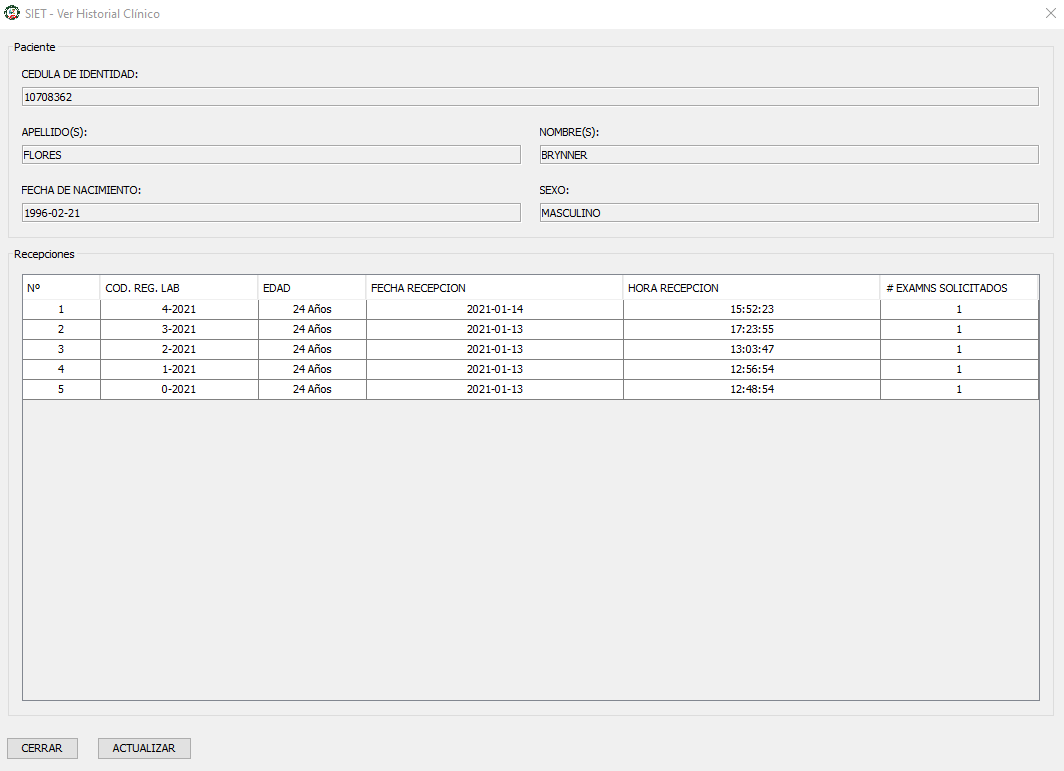 SIET - Ver Historial Clínico
Paciente
CEDULA DE IDENTIDAD:
10708362
APELLIDO(S): NOMBRE(S):
FLORES BRYNNER
FECHA DE NACIMIENTO: SEXO:
1996-02-21 MASCULINO
Recepciones
Nº COD. REG. LAB EDAD FECHA RECEPCION HORA RECEPCION # EXAMNS SOLICITADOS
1 4-2021 24 Años 2021-01-14 15:52:23 1
2 3-2021 24 Años 2021-01-13 17:23:55 1
3 2-2021 24 Años 2021-01-13 13:03:47 1
4 1-2021 24 Años 2021-01-13 12:56:54 1
5 0-2021 24 Años 2021-01-13 12:48:54 1
CERRAR ACTUALIZAR